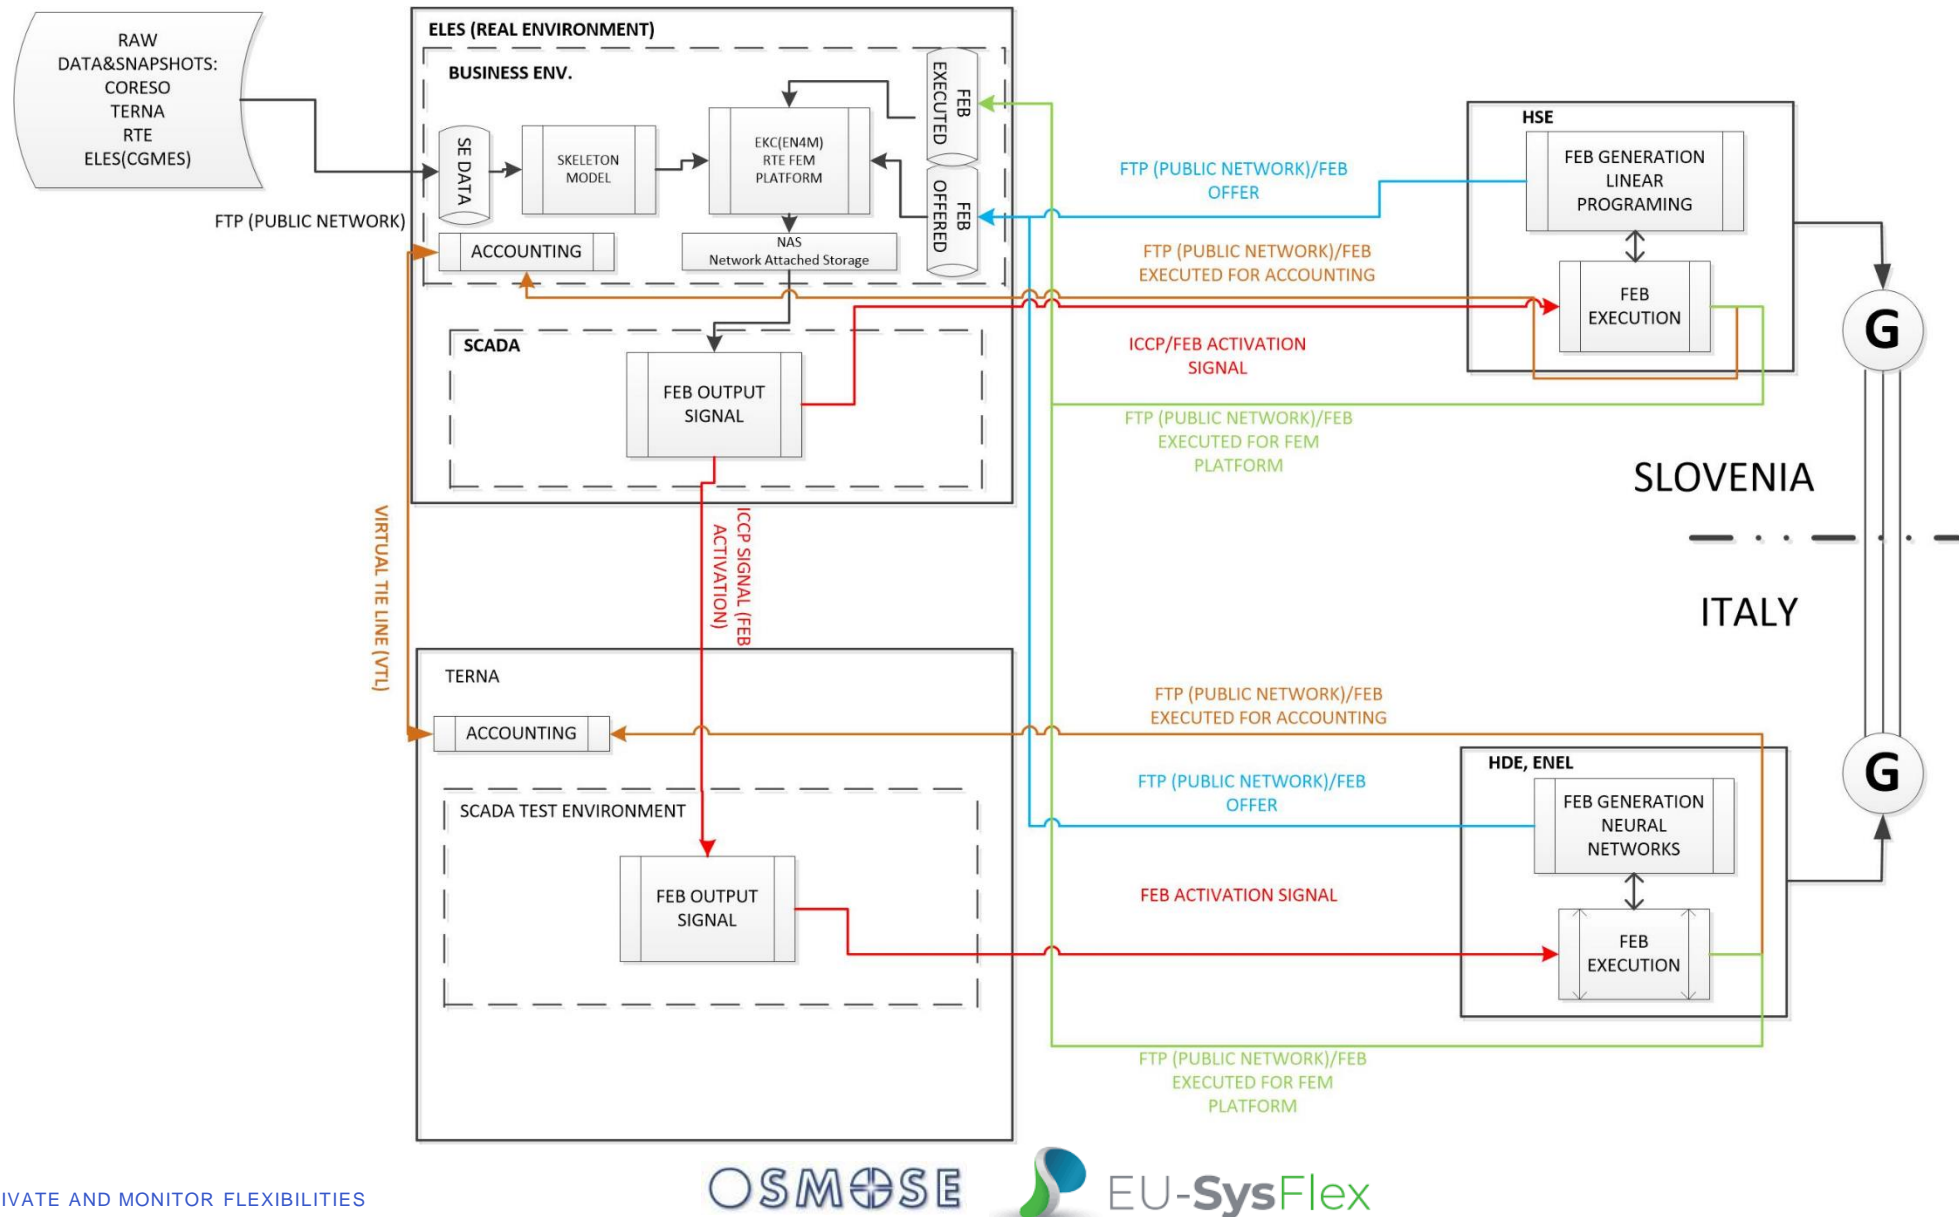 RAW
DATA&SNAPSHOTS:
CORESO
TERNA
RTE
ELES(CGMES)
FTP (PUBLIC NETWORK)
ELES (REAL ENVIRONMENT)
BUSINESS ENV.
SE DATA
SKELETON
MODEL
EKC(EN4M)
RTE FEM
PLATFORM
FEB
EXECUTED
FEB
OFFERED
ACCOUNTING
NAS
Network Attached Storage
SCADA
FEB OUTPUT
SIGNAL
FTP (PUBLIC NETWORK)/FEB
OFFER
FTP (PUBLIC NETWORK)/FEB
EXECUTED FOR ACCOUNTING
ICCP/FEB ACTIVATION
SIGNAL
FTP (PUBLIC NETWORK)/FEB
EXECUTED FOR FEM
PLATFORM
HSE
FEB GENERATION
LINEAR
PROGRAMING
FEB
EXECUTION
G
SLOVENIA
ITALY
VIRTUAL TIE LINE (VTL)
ICCP SIGNAL (FEB
ACTIVATION)
TERNA
ACCOUNTING
SCADA TEST ENVIRONMENT
FEB OUTPUT
SIGNAL
FTP (PUBLIC NETWORK)/FEB
EXECUTED FOR ACCOUNTING
FTP (PUBLIC NETWORK)/FEB
OFFER
FEB ACTIVATION SIGNAL
FTP (PUBLIC NETWORK)/FEB
EXECUTED FOR FEM
PLATFORM
HDE, ENEL
FEB GENERATION
NEURAL
NETWORKS
FEB
EXECUTION
G
IVATE AND MONITOR FLEXIBILITIES
OSMOSE
EU-SysFlex